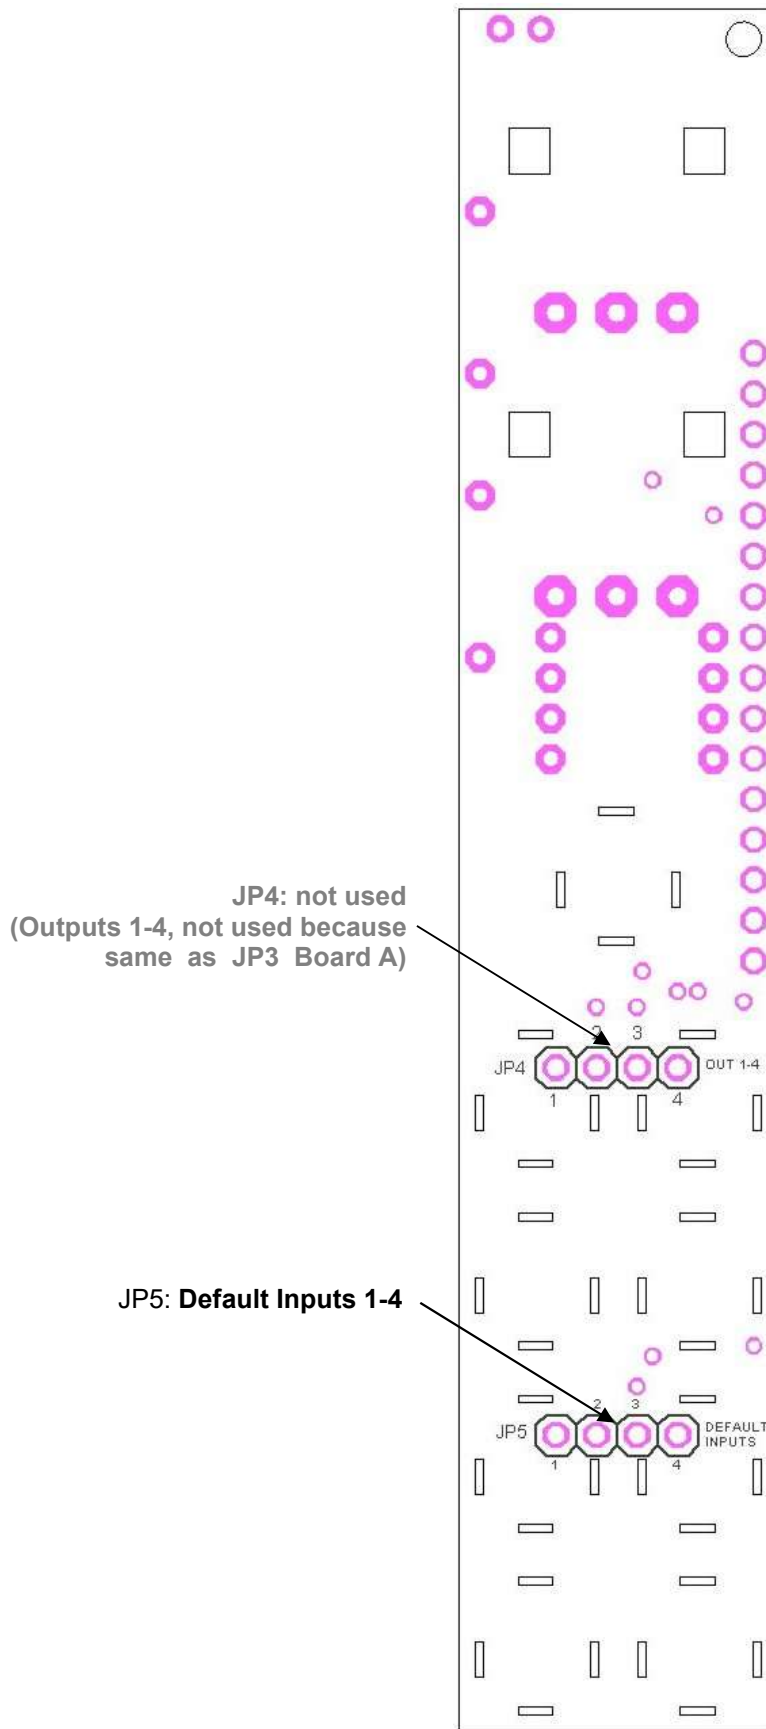 JP4: not used
(Outputs 1-4, not used because
same as JP3 Board A)
2 3
JP4 OUT 1-4
1 4
JP5: Default Inputs 1-4
2 3
JP5 DEFAULT
INPUTS
1 4